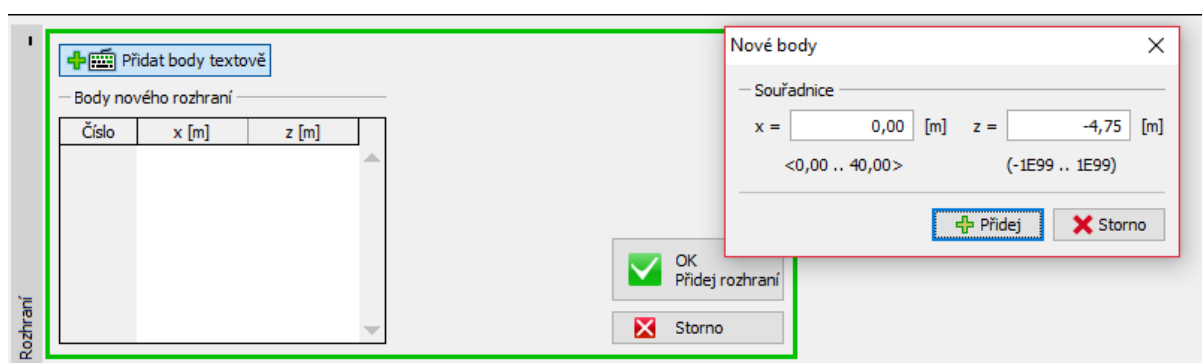 Přidat body textově
Body nového rozhraní
Číslo x [m] z [m]
OK
Přidej rozhraní
Storno
Rozhraní
Nové body
Souřadnice
x = 0,00 [m] z = -4,75 [m]
<0,00 .. 40,00> (-1E99 .. 1E99)
Přidej Storno